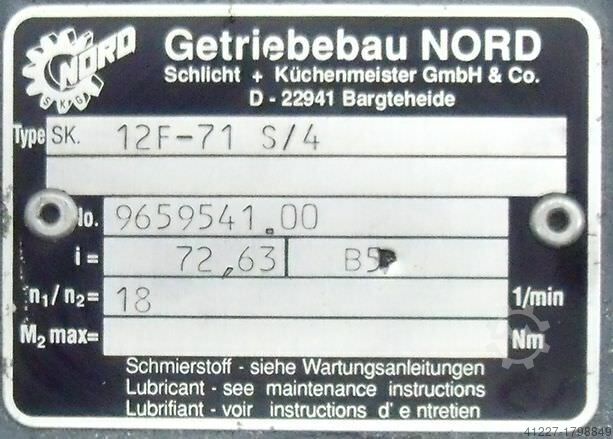 NORD
SKG
Getriebebau NORD
Schlicht + Küchenmeister GmbH & Co.
D - 22941 Bargteheide
Type SK. 12F-71 S/4
No. 9659541.00
i = 72,63 B5
n1/n2= 18 1/min
M2 max= Nm
Schmierstoff - siehe Wartungsanleitungen
Lubricant - see maintenance instructions
Lubrifiant - voir instructions d' e ntretien
41227-1798849